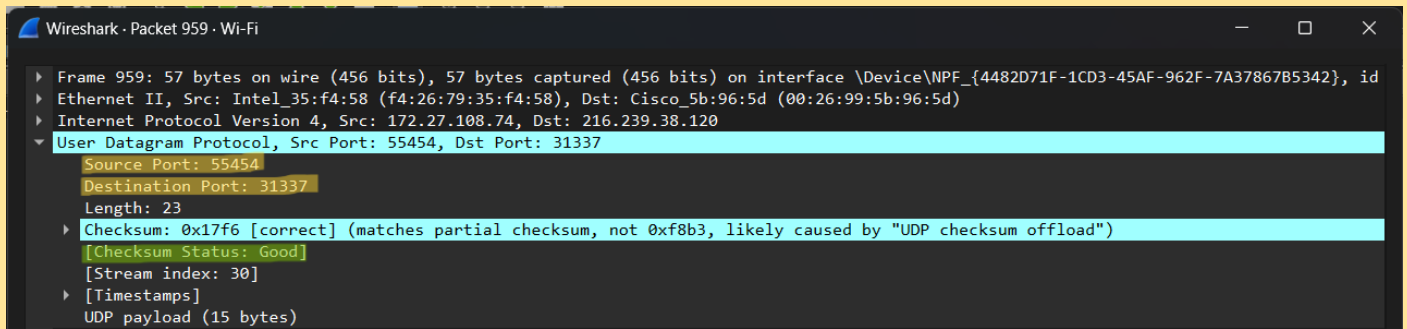 Wireshark · Packet 959 · Wi-Fi
Frame 959: 57 bytes on wire (456 bits), 57 bytes captured (456 bits) on interface \Device\NPF_{4482D71F-1CD3-45AF-962F-7A37867B5342}, id
Ethernet II, Src: Intel_35:f4:58 (f4:26:79:35:f4:58), Dst: Cisco_5b:96:5d (00:26:99:5b:96:5d)
Internet Protocol Version 4, Src: 172.27.108.74, Dst: 216.239.38.120
User Datagram Protocol, Src Port: 55454, Dst Port: 31337
Source Port: 55454
Destination Port: 31337
Length: 23
Checksum: 0x17f6 [correct] (matches partial checksum, not 0xf8b3, likely caused by "UDP checksum offload")
[Checksum Status: Good]
[Stream index: 30]
[Timestamps]
UDP payload (15 bytes)